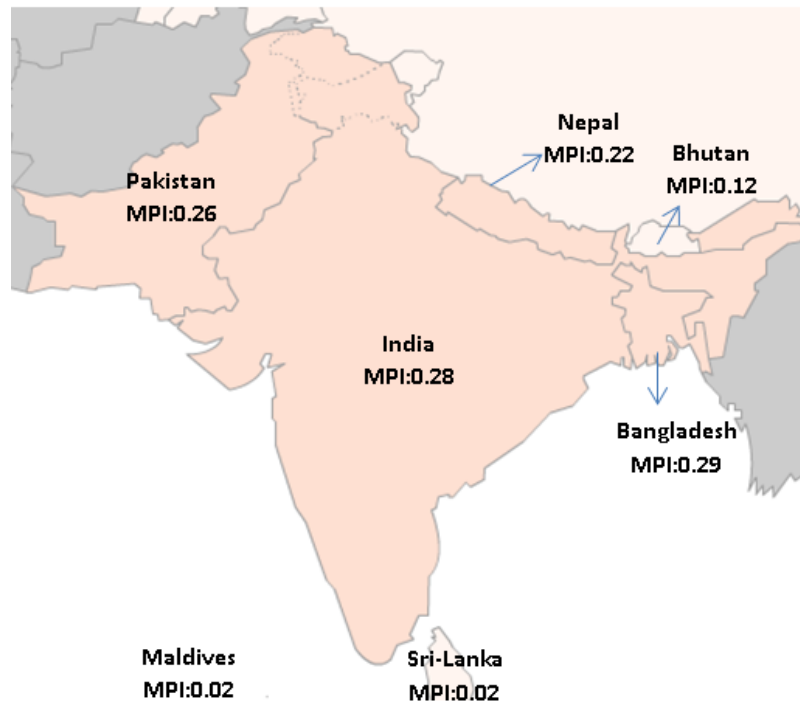 Nepal
MPI:0.22
Bhutan
MPI:0.12
Pakistan
MPI:0.26
India
MPI:0.28
Bangladesh
MPI:0.29
Maldives
MPI:0.02
Sri-Lanka
MPI:0.02